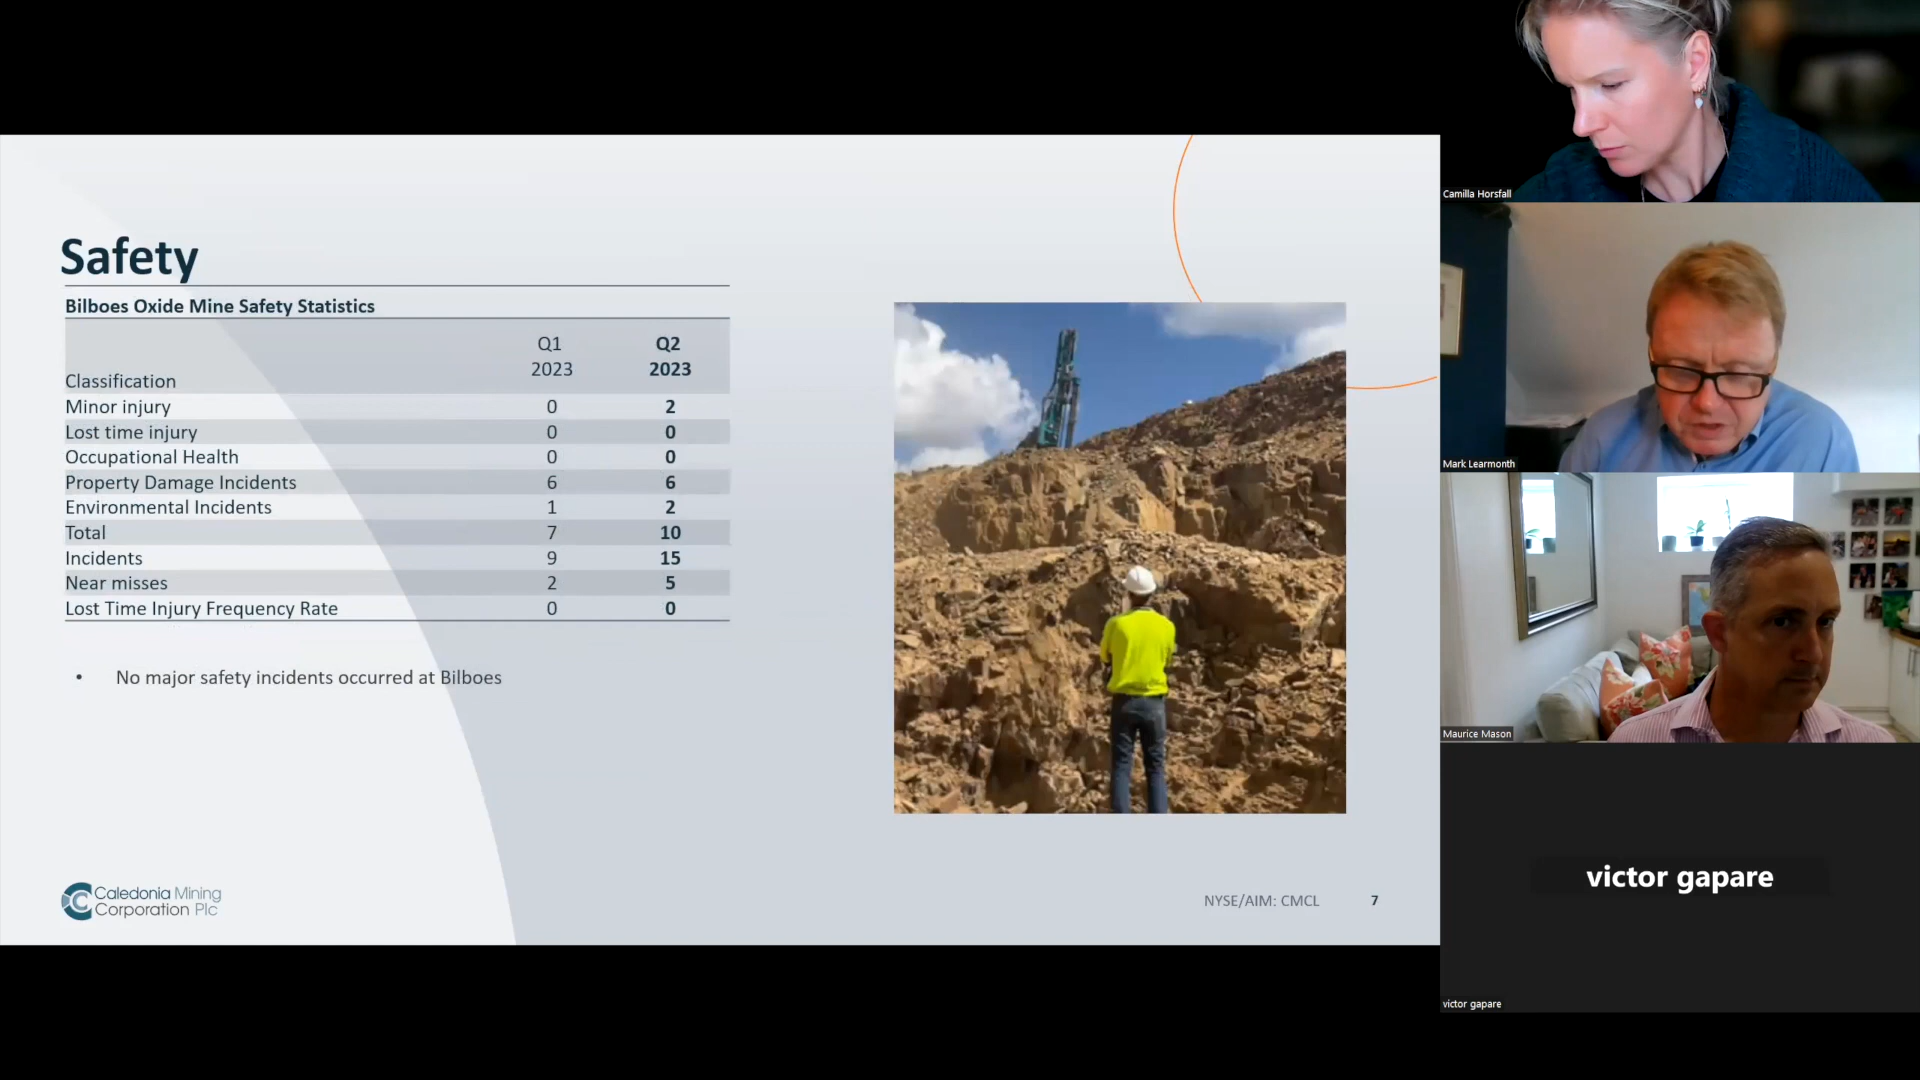 Safety
Bilboes Oxide Mine Safety Statistics
Q1 Q2
2023 2023
Classification
Minor injury 0 2
Lost time injury 0 0
Occupational Health 0 0
Property Damage Incidents 6 6
Environmental Incidents 1 2
Total 7 10
Incidents 9 15
Near misses 2 5
Lost Time Injury Frequency Rate 0 0
• No major safety incidents occurred at Bilboes
Caledonia Mining
Corporation Plc
NYSE/AIM: CMCL 7
Camilla Horsfall
Mark Learmonth
Maurice Mason
victor gapare
victor gapare